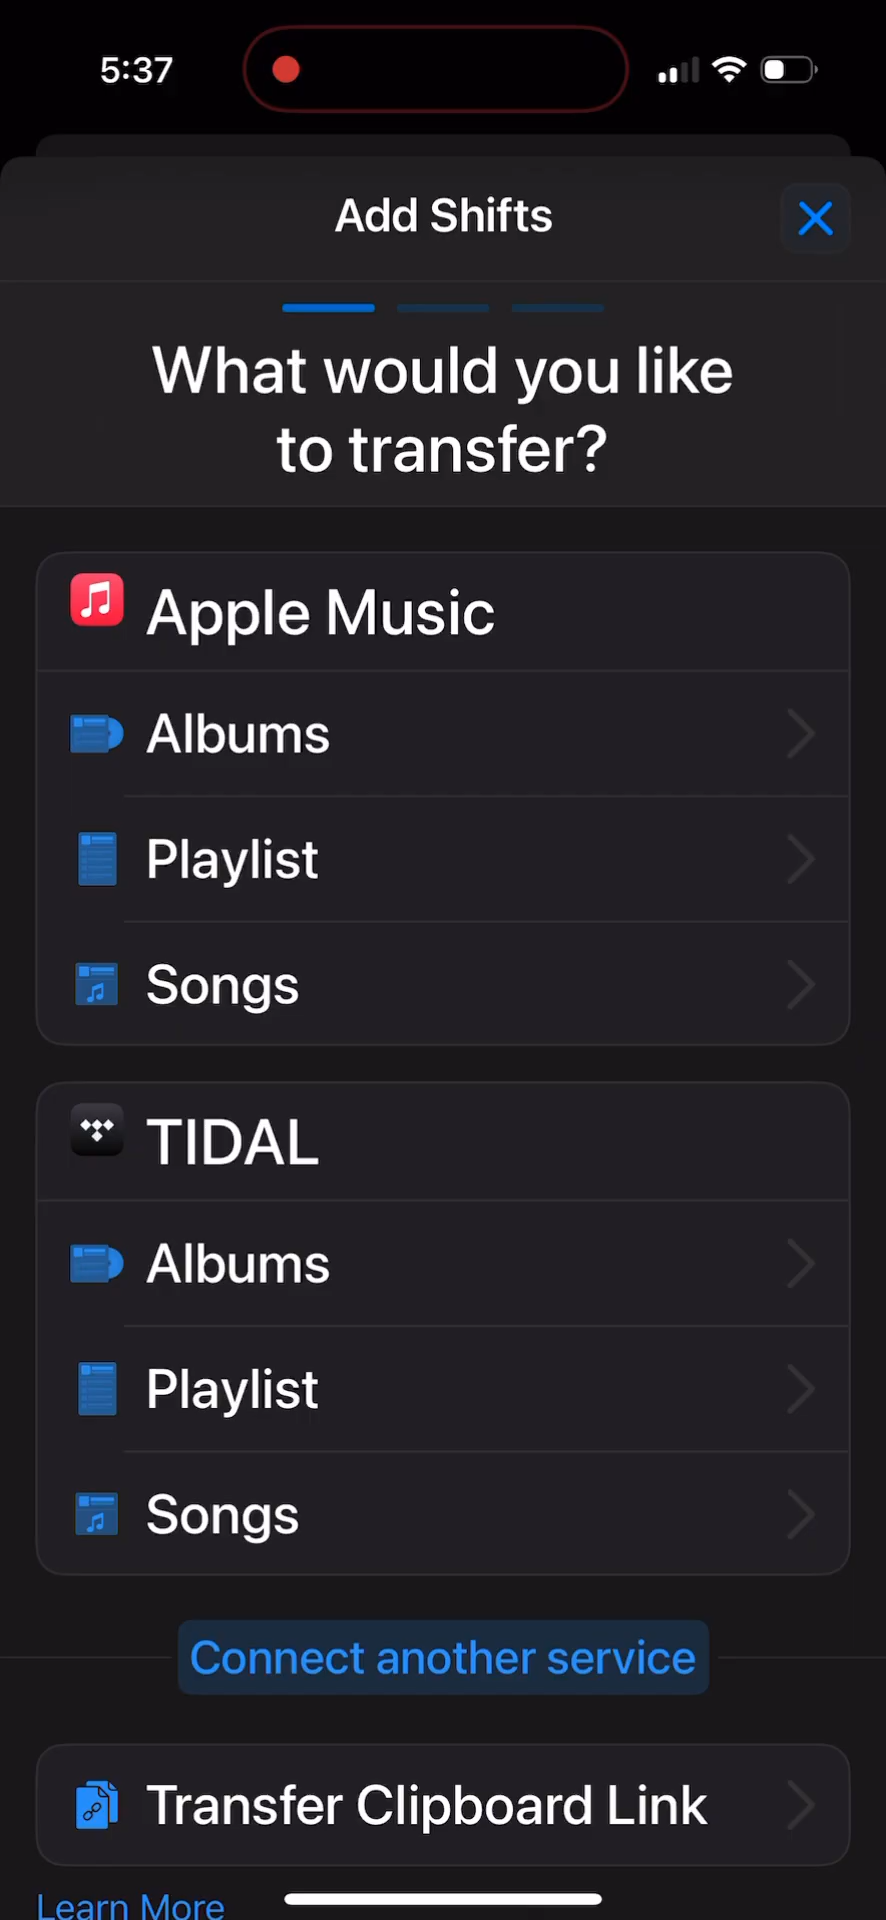 5:37
Add Shifts
What would you like
to transfer?
Apple Music
Albums
Playlist
Songs
TIDAL
Albums
Playlist
Songs
Connect another service
Transfer Clipboard Link
Learn More